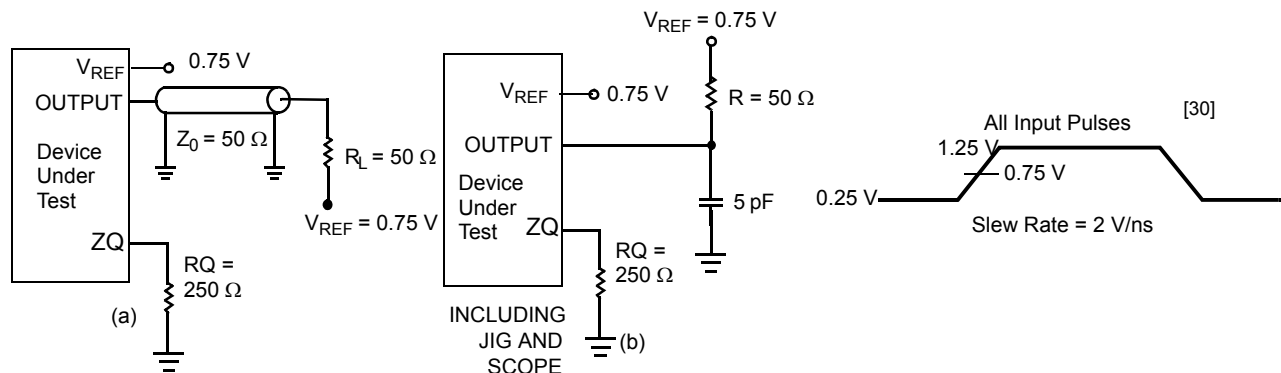 V_REF 0.75 V
OUTPUT
Z_0 = 50 Ω
Device
Under
Test
R_L = 50 Ω
V_REF = 0.75 V
ZQ
RQ =
250 Ω
(a)
V_REF = 0.75 V
V_REF 0.75 V
R = 50 Ω
OUTPUT
Device
Under
Test
5 pF
ZQ
RQ =
250 Ω
INCLUDING
JIG AND
SCOPE
(b)
[30]
All Input Pulses
1.25 V
0.75 V
0.25 V
Slew Rate = 2 V/ns